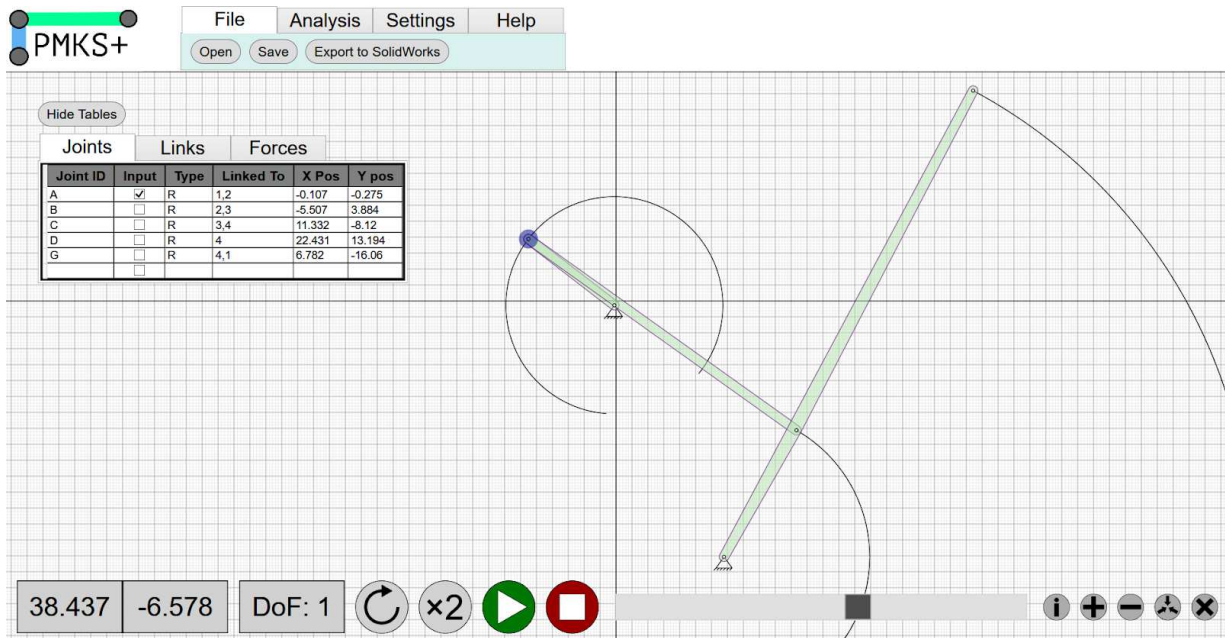 PMKS+
File Analysis Settings Help
Open Save Export to SolidWorks
Hide Tables
Joints Links Forces
Joint ID Input Type Linked To X Pos Y pos
A R 1,2 -0.107 -0.275
B R 2,3 -5.507 3.884
C R 3,4 11.332 -8.12
D R 4 22.431 13.194
G R 4,1 6.782 -16.06
38.437 -6.578 DoF: 1 ×2